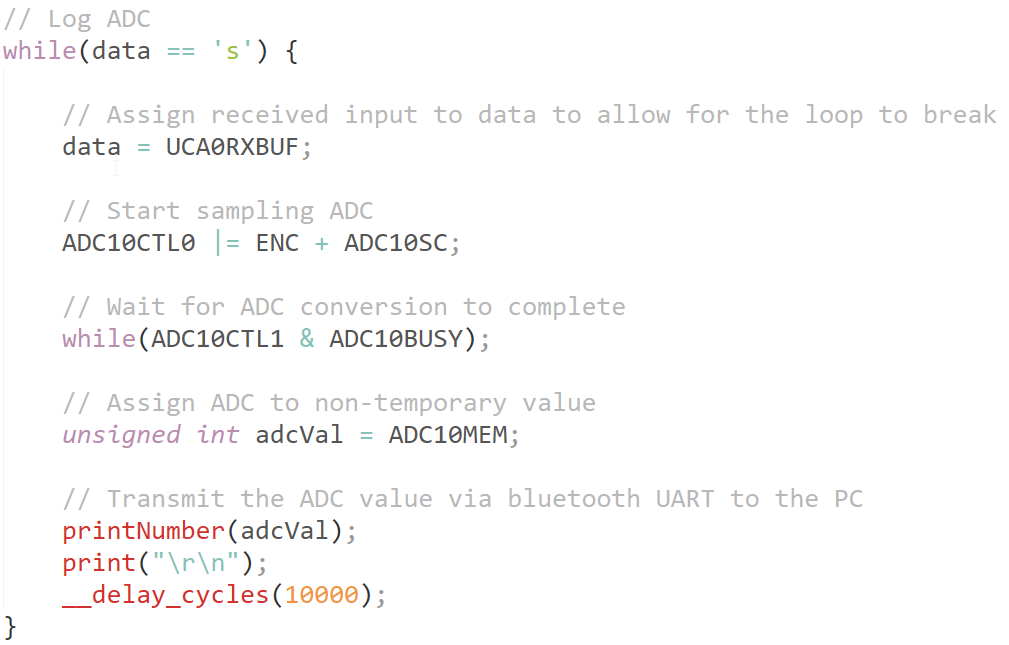 // Log ADC
while(data == 's') {
// Assign received input to data to allow for the loop to break
data = UCA0RXBUF;
// Start sampling ADC
ADC10CTL0 |= ENC + ADC10SC;
// Wait for ADC conversion to complete
while(ADC10CTL1 & ADC10BUSY);
// Assign ADC to non-temporary value
unsigned int adcVal = ADC10MEM;
// Transmit the ADC value via bluetooth UART to the PC
printNumber(adcVal);
print("\r\n");
__delay_cycles(10000);
}